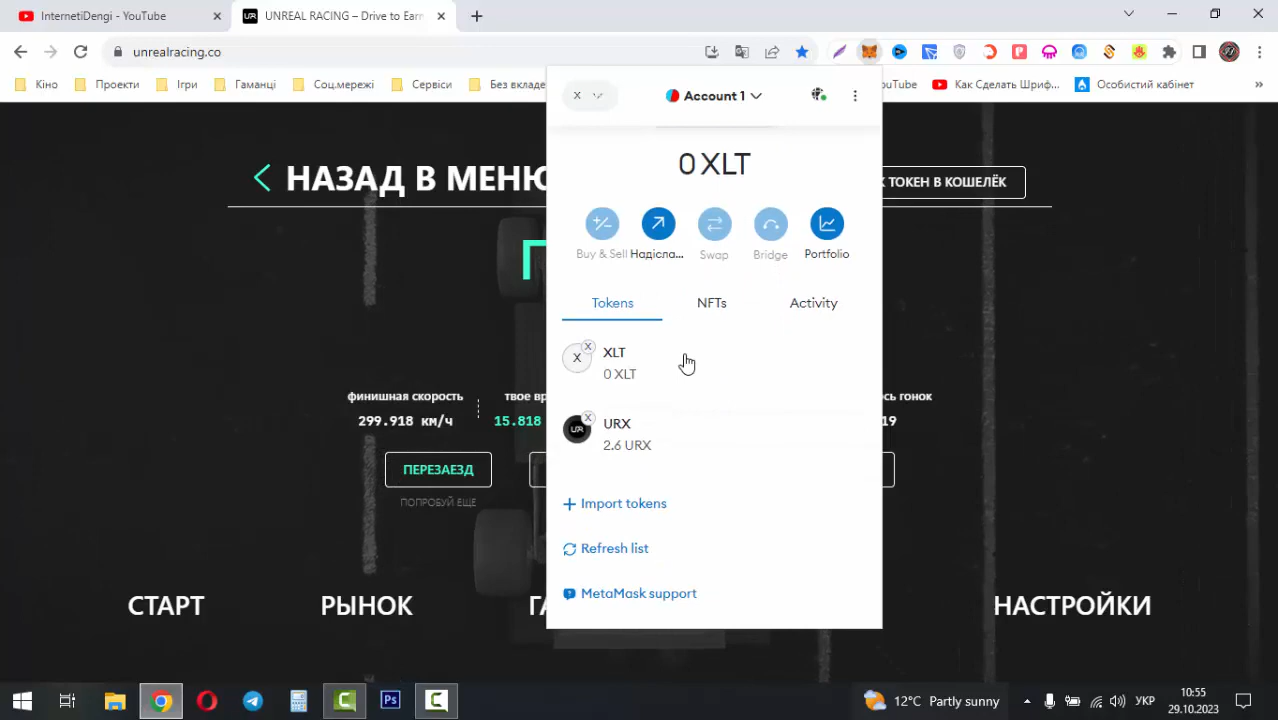 InternetiDengi - YouTube
UNREAL RACING – Drive to Earn
unrealracing.co
Кіно
Проекти
Ігри
Гаманці
Соц.мережі
Сервіси
Без вкладе
YouTube
Как Сделать Шриф...
Особистий кабінет
»
X
Account 1
НАЗАД В МЕНЮ
ТОКЕН В КОШЕЛЁК
0 XLT
Buy & Sell
Надісла...
Swap
Bridge
Portfolio
Tokens
NFTs
Activity
X
X
XLT
0 XLT
X
UR
URX
2.6 URX
финишная скорость
299.918 км/ч
твое вр
15.818
ось гонок
19
ПЕРЕЗАЕЗД
ПОПРОБУЙ ЕЩЕ
Import tokens
Refresh list
MetaMask support
СТАРТ
РЫНОК
НАСТРОЙКИ
Ps
12°C Partly sunny
УКР
10:55
29.10.2023